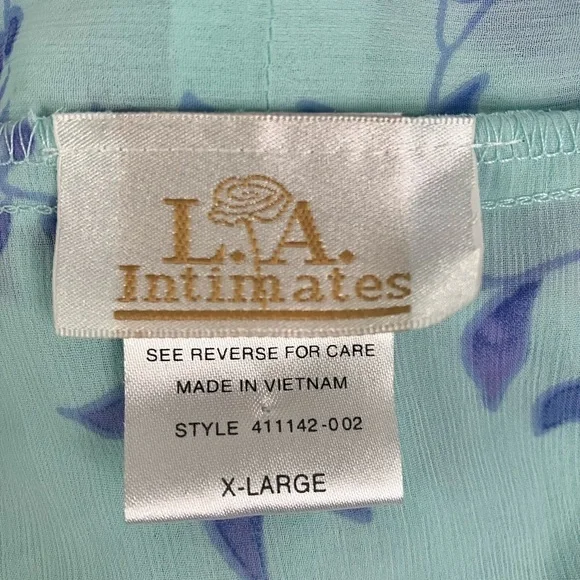 L.A.
Intimates
SEE REVERSE FOR CARE
MADE IN VIETNAM
STYLE 411142-002
X-LARGE